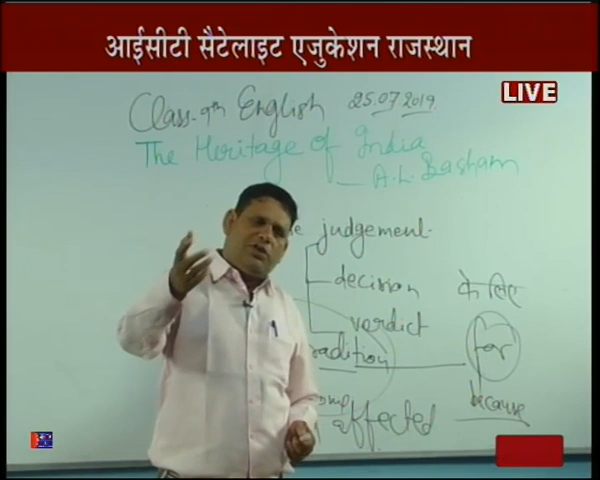 आईसीटी सैटेलाइट एजुकेशन राजस्थान
LIVE
Class-9th English 25.07.2019
The Heritage of India
- A.L. Basham
judgement-
decision
के लिए
verdict
for
radition
because
affected